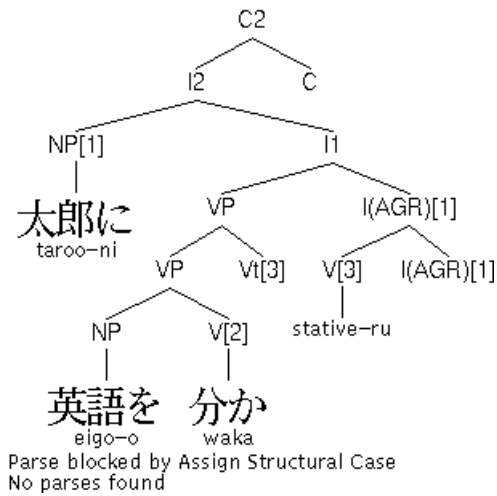 C2
I2 C
NP[1] I1
太郎に VP I(AGR)[1]
taroo-ni
VP Vt[3] V[3] I(AGR)[1]
NP V[2] stative-ru
英語を 分か
eigo-o waka
Parse blocked by Assign Structural Case
No parses found